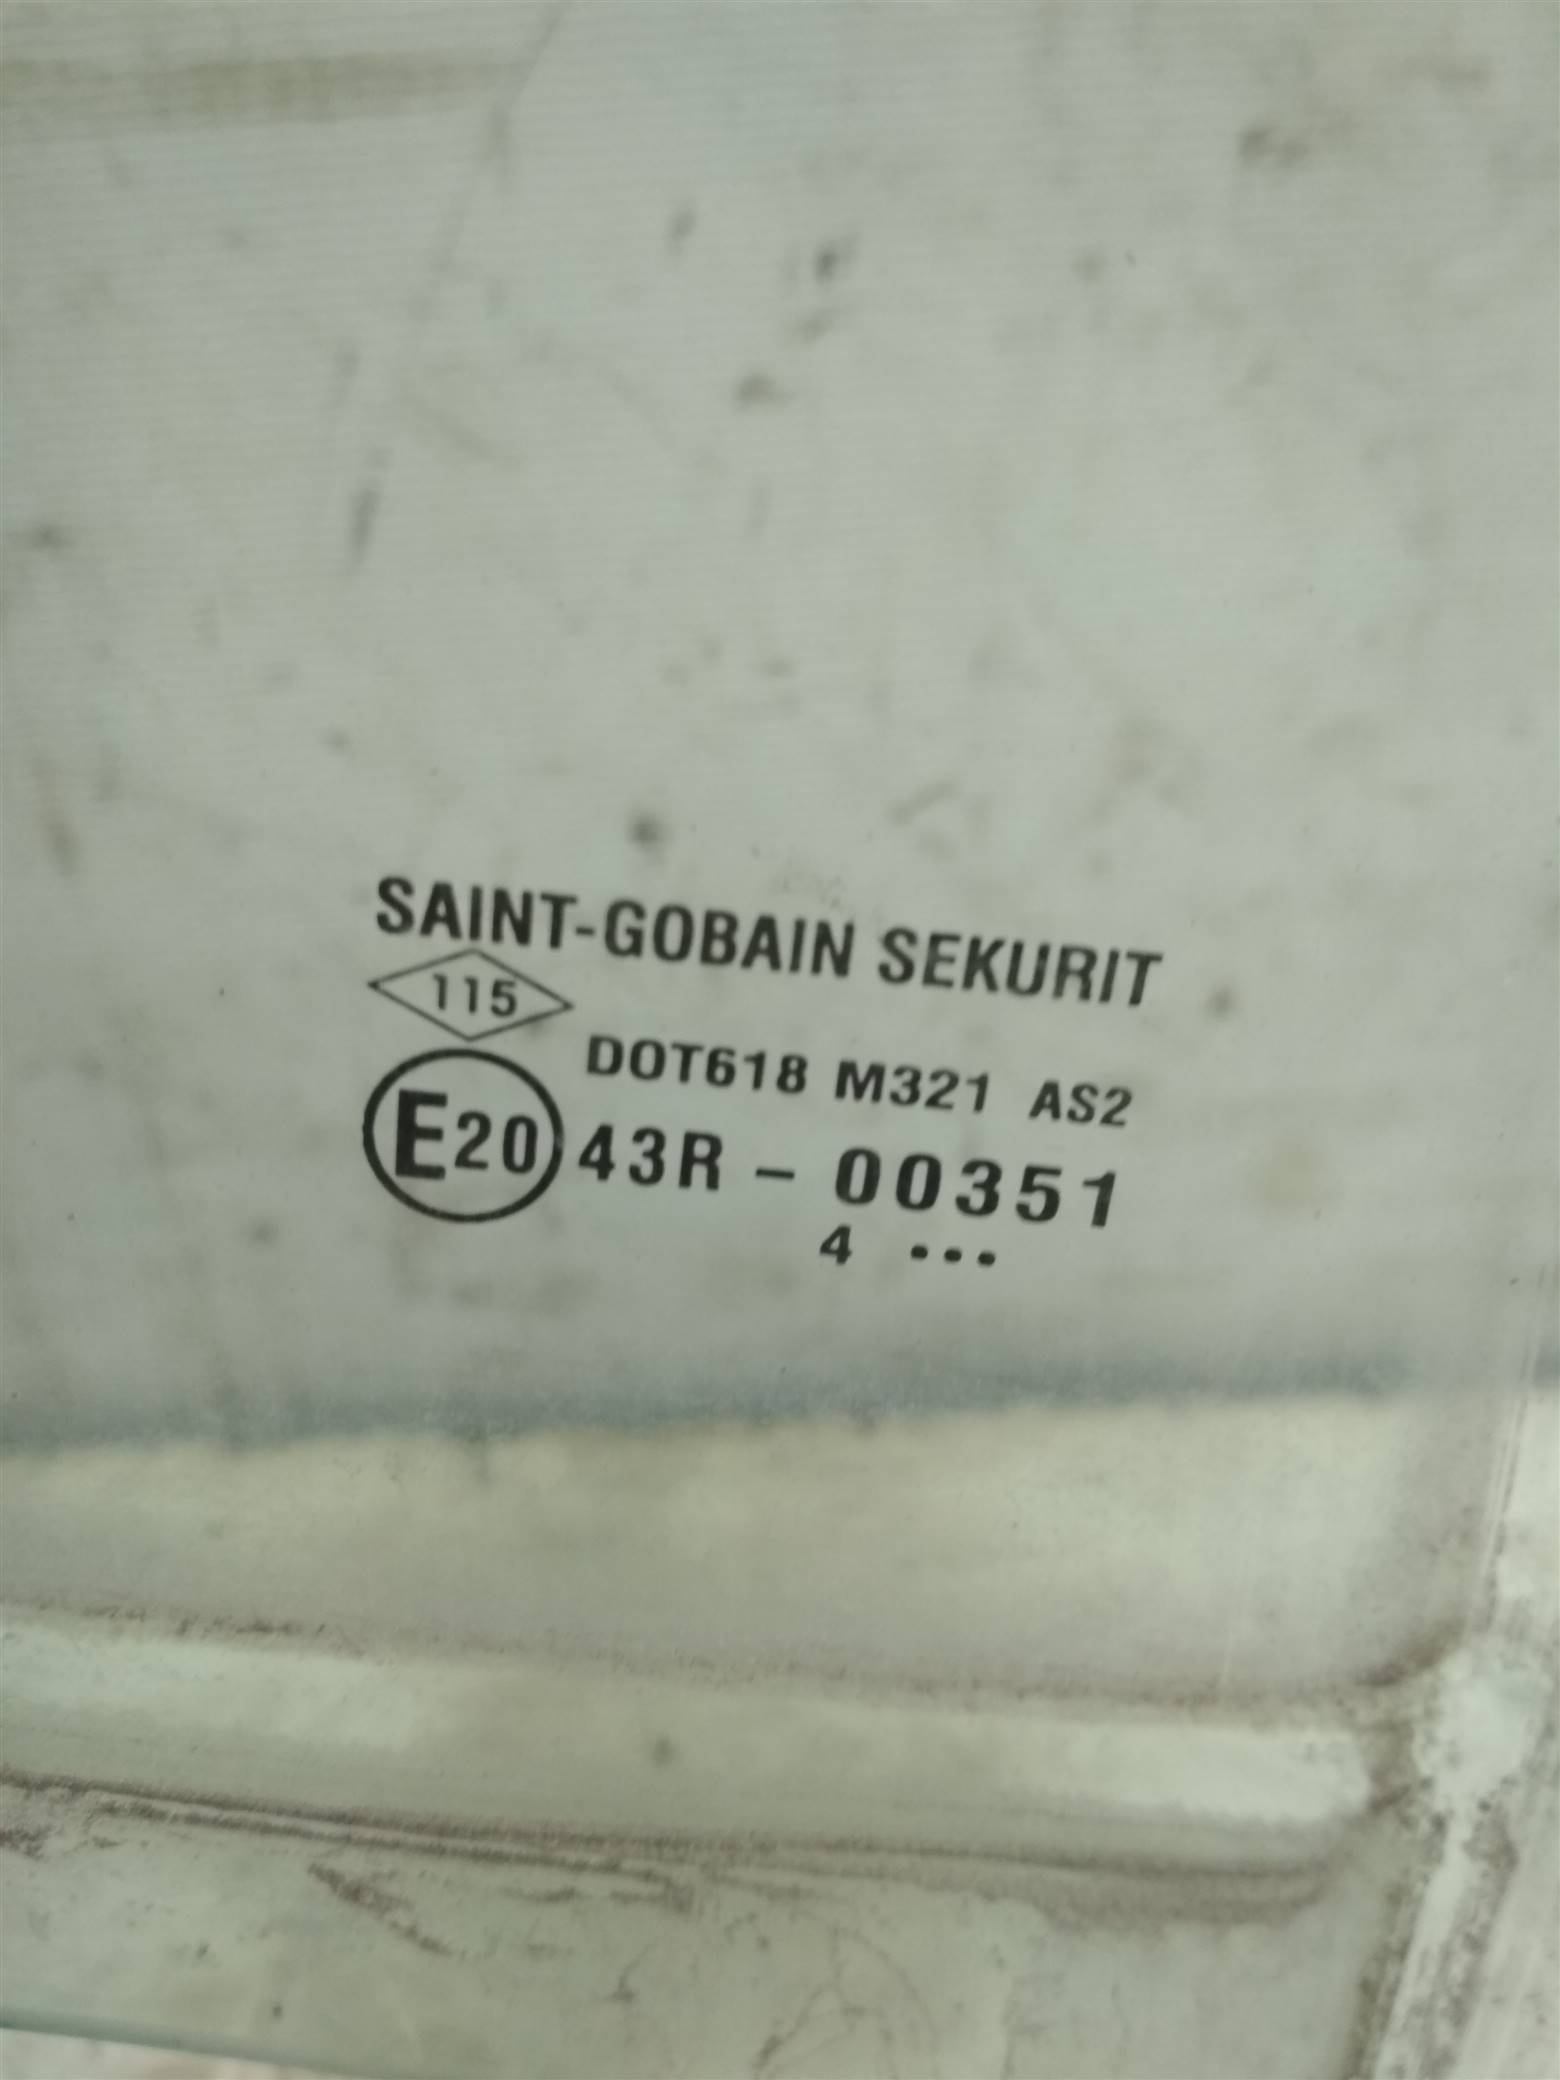 SAINT-GOBAIN SEKURIT
115
DOT618 M321 AS2
E20 43R - 00351
4 •••